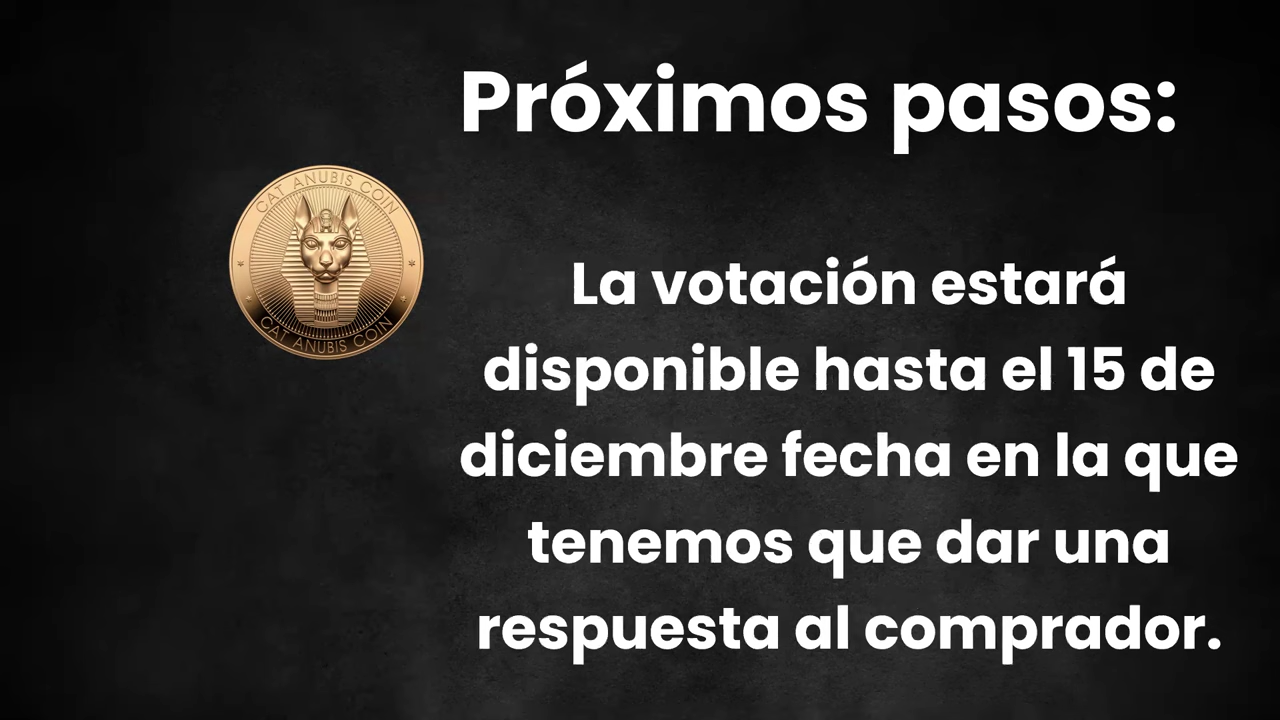 Próximos pasos:
CAT ANUBIS COIN
CAT ANUBIS COIN
La votación estará
disponible hasta el 15 de
diciembre fecha en la que
tenemos que dar una
respuesta al comprador.